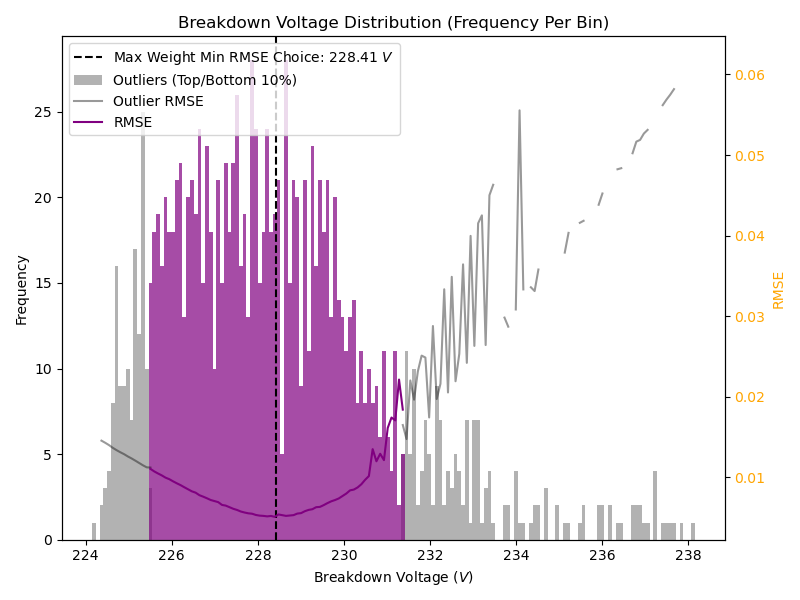 Breakdown Voltage Distribution (Frequency Per Bin)
Max Weight Min RMSE Choice: 228.41 V
Outliers (Top/Bottom 10%)
Outlier RMSE
RMSE
Frequency
0
5
10
15
20
25
224
226
228
230
232
234
236
238
Breakdown Voltage (V)
0.06
0.05
0.04
0.03
0.02
0.01
RMSE